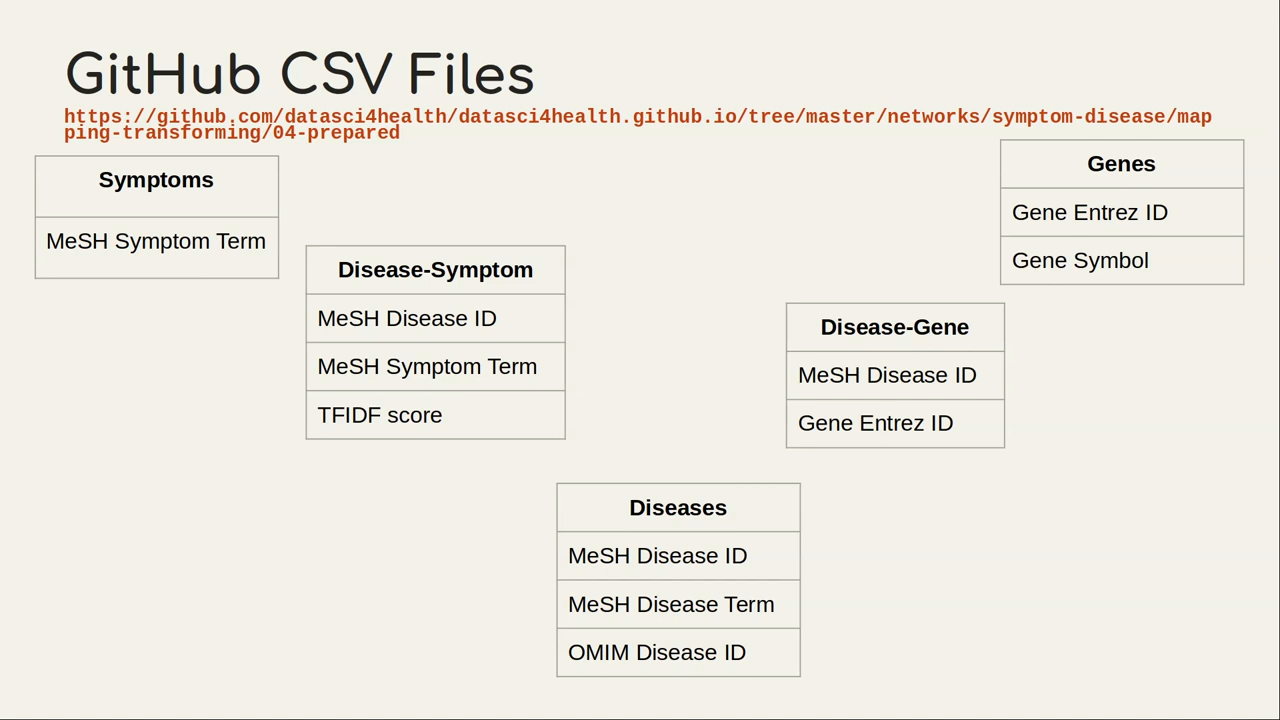 GitHub CSV Files
https://github.com/datasci4health/datasci4health.github.io/tree/master/networks/symptom-disease/map
ping-transforming/04-prepared
Symptoms
MeSH Symptom Term
Disease-Symptom
MeSH Disease ID
MeSH Symptom Term
TFIDF score
Diseases
MeSH Disease ID
MeSH Disease Term
OMIM Disease ID
Disease-Gene
MeSH Disease ID
Gene Entrez ID
Genes
Gene Entrez ID
Gene Symbol